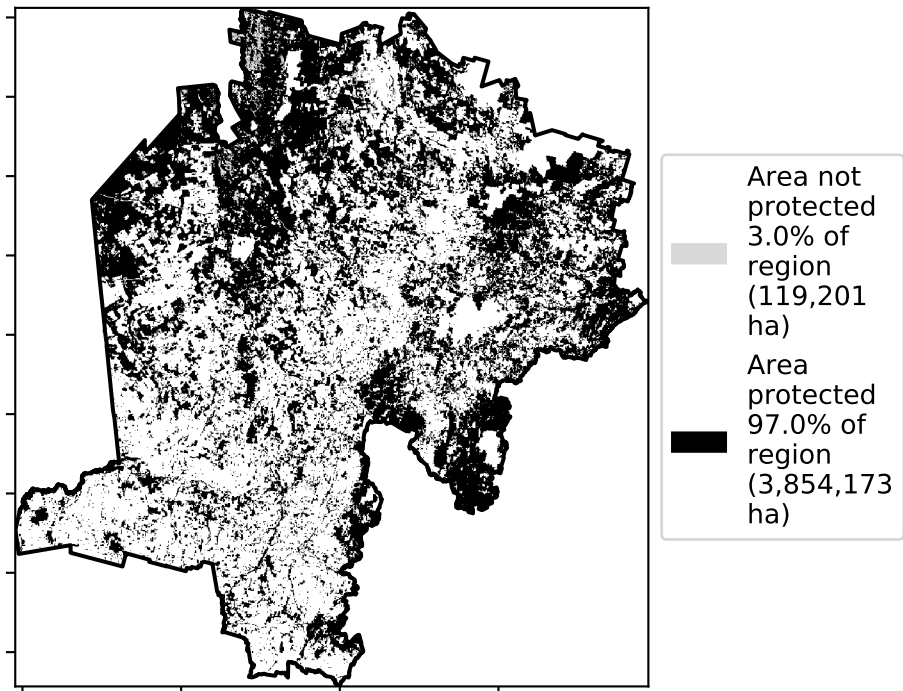 Area not
protected
3.0% of
region
(119,201
ha)
Area
protected
97.0% of
region
(3,854,173
ha)